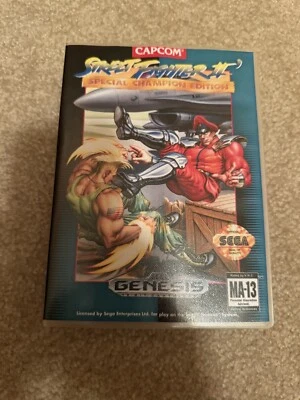 CAPCOM
STREET FIGHTER II'
SPECIAL CHAMPION EDITION
SEGA
GENESIS
MA-13
Licensed by Sega Enterprises Ltd. for play on the Sega Genesis System.